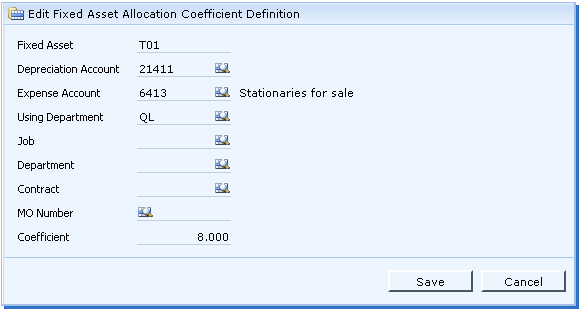 Edit Fixed Asset Allocation Coefficient Definition
Fixed Asset T01
Depreciation Account 21411
Expense Account 6413 Stationaries for sale
Using Department QL
Job
Department
Contract
MO Number
Coefficient 8.000
Save Cancel